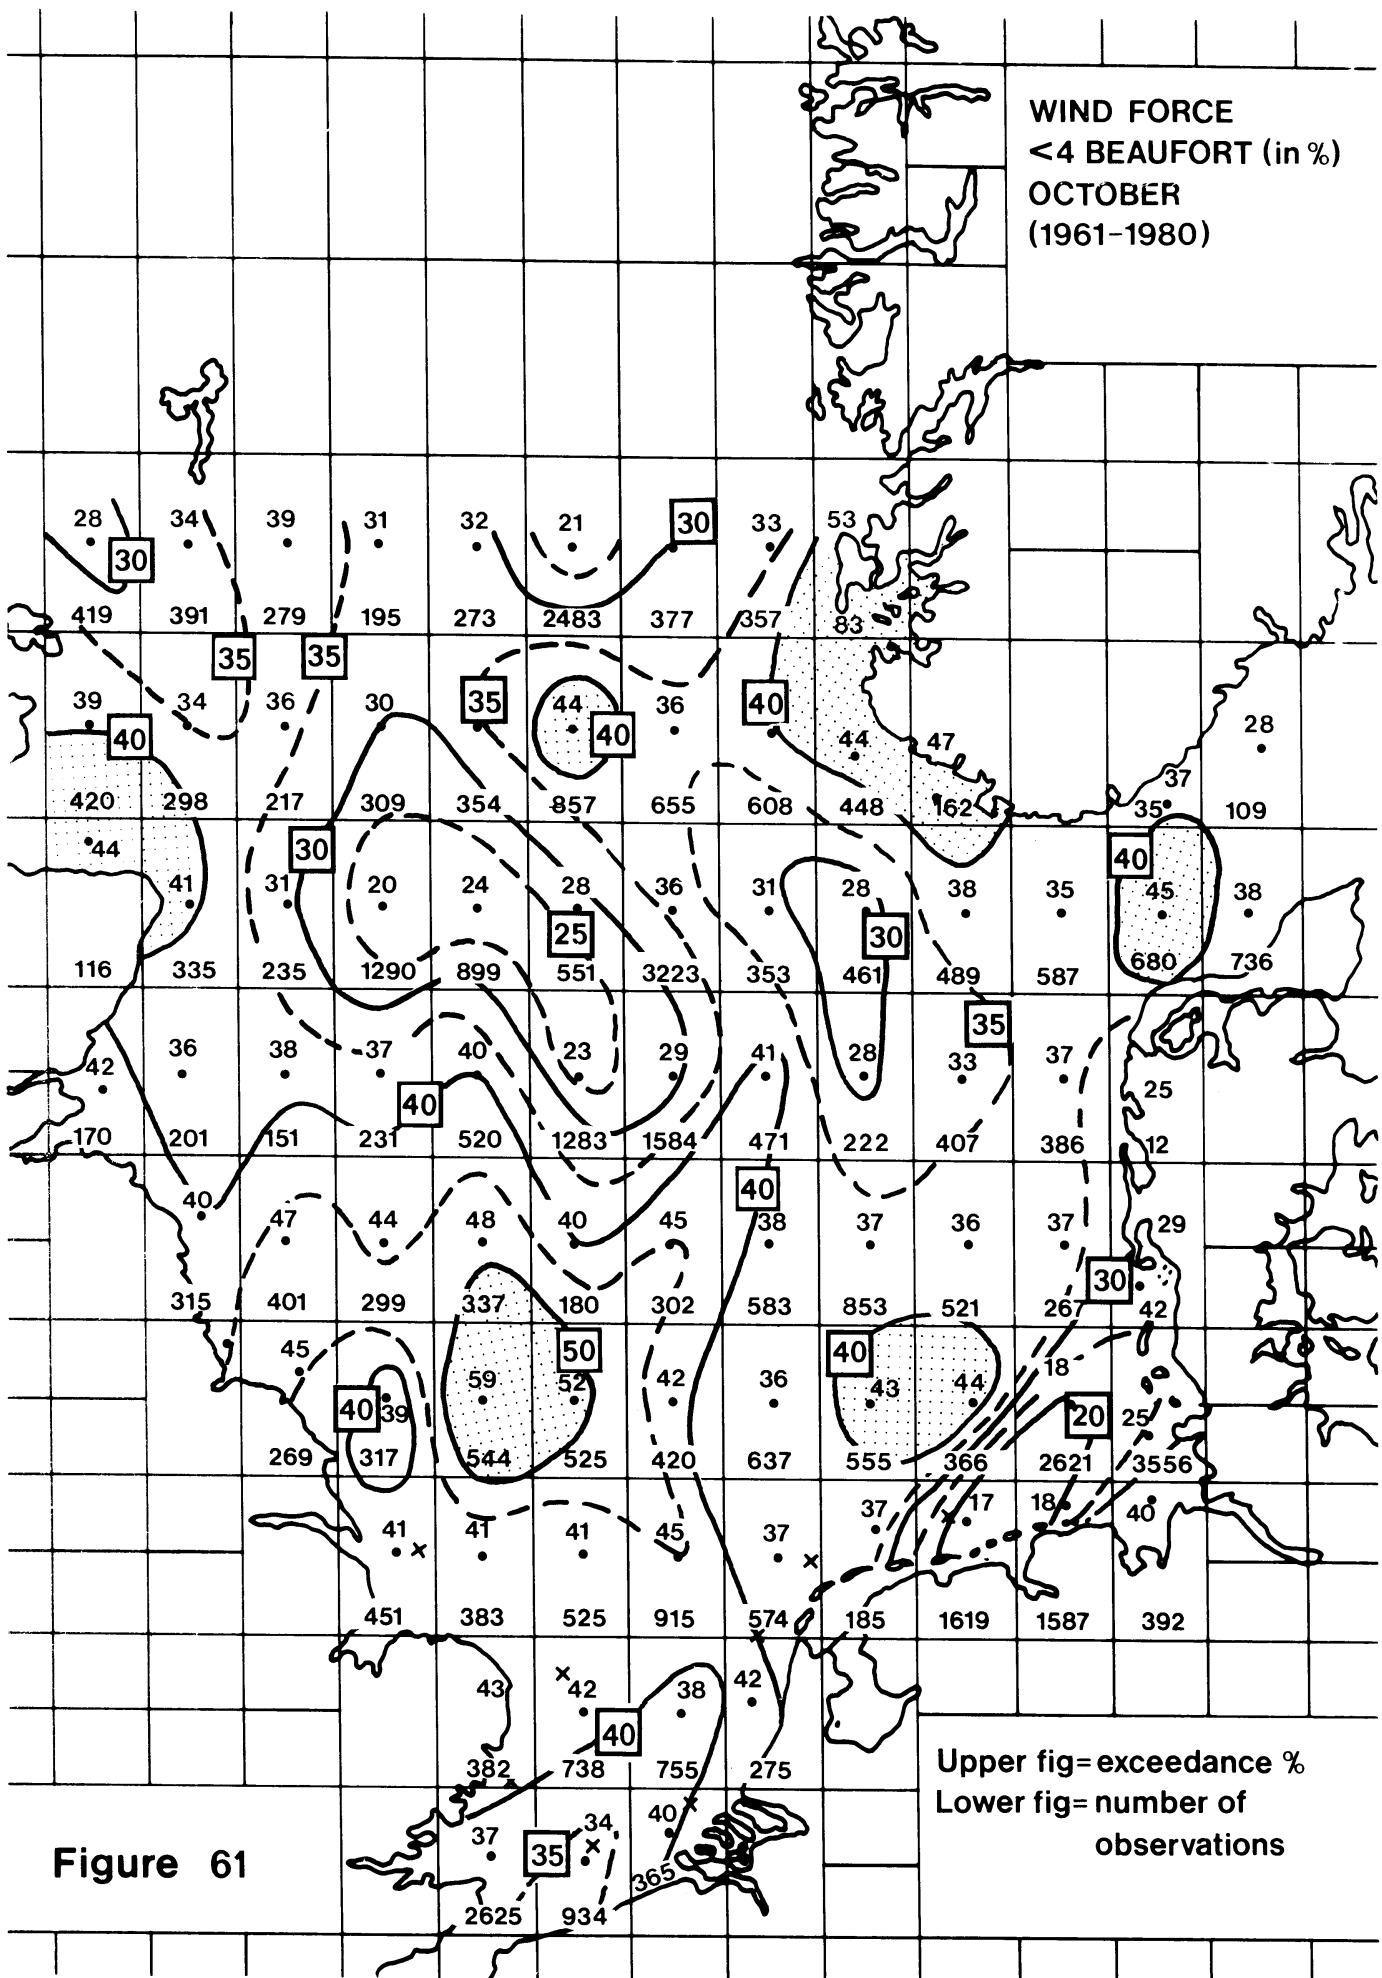 WIND FORCE
<4 BEAUFORT (in %)
OCTOBER
(1961-1980)
28 34 39 31 32 21 30 33 53
30
419 391 279 195 273 2483 377 357 83
35 35
39 34 36 30 35 44 36 40 44 47 28
40 40
37
420 298 217 309 354 857 655 608 448 162 35 109
44 30 40
41 31 20 24 28 36 31 28 38 35 45 38
25 30
116 335 235 1290 899 551 3223 353 461 489 587 680 736
35
42 36 38 37 40 23 29 41 28 33 37
25
40
170 201 151 231 520 1283 1584 471 222 407 386 12
40
40 47 44 48 40 45 38 37 36 37 29
30
315 401 299 337 180 302 583 853 521 267 42
45 50 40 18
40 39 59 52 42 36 43 44 20 25
269 317 544 525 420 637 555 366 2621 3556
41 41 41 45 37 37 17 18 40
451 383 525 915 574 185 1619 1587 392
43 42 38 42
40
382 738 755 275
Upper fig= exceedance %
Lower fig= number of
observations
40
37 35 34
365
2625 934
Figure 61